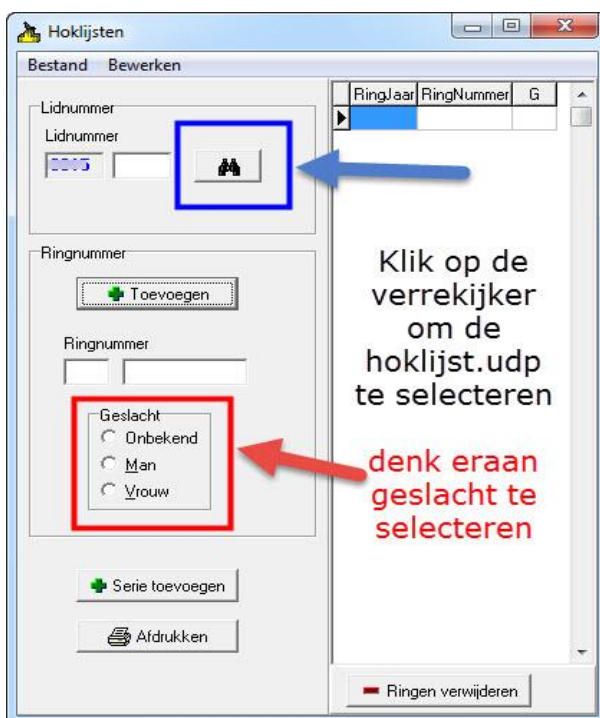 Hoklijsten
Bestand Bewerken
Lidnummer
Lidnummer
RingJaar RingNummer G
Ringnummer
Toevoegen
Ringnummer
Geslacht
Onbekend
Man
Vrouw
Serie toevoegen
Afdrukken
Klik op de
verrekijker
om de
hoklijst.udp
te selecteren
denk eraan
geslacht te
selecteren
Ringen verwijderen